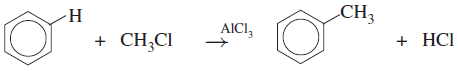 H + CH₃Cl →AlCl₃ CH₃ + HCl